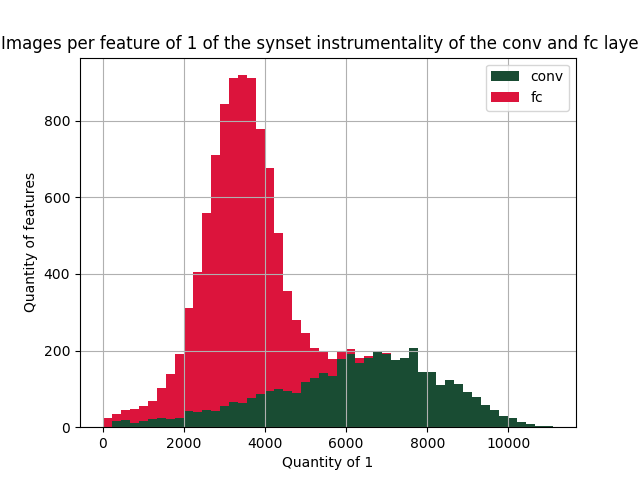 Images per feature of 1 of the synset instrumentality of the conv and fc laye
conv
fc
800
600
400
200
0
Quantity of features
0 2000 4000 6000 8000 10000
Quantity of 1